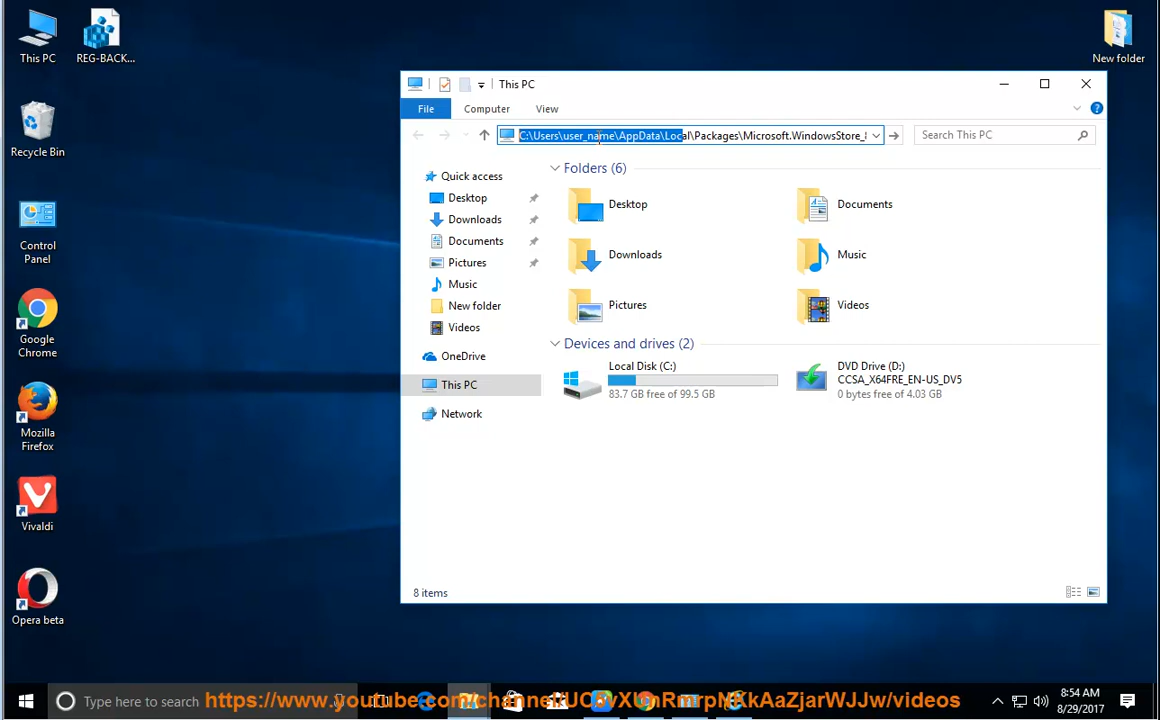 This PC
REG-BACK...
New folder
Recycle Bin
Control
Panel
Google
Chrome
Mozilla
Firefox
Vivaldi
Opera beta
This PC
File
Computer
View
C:\Users\user_name\AppData\Local\Packages\Microsoft.WindowsStore_
Search This PC
Quick access
Desktop
Downloads
Documents
Pictures
Music
New folder
Videos
OneDrive
This PC
Network
Folders (6)
Desktop
Documents
Downloads
Music
Pictures
Videos
Devices and drives (2)
Local Disk (C:)
83.7 GB free of 99.5 GB
DVD Drive (D:)
CCSA_X64FRE_EN-US_DV5
0 bytes free of 4.03 GB
8 items
Type here to search
8:54 AM
8/29/2017